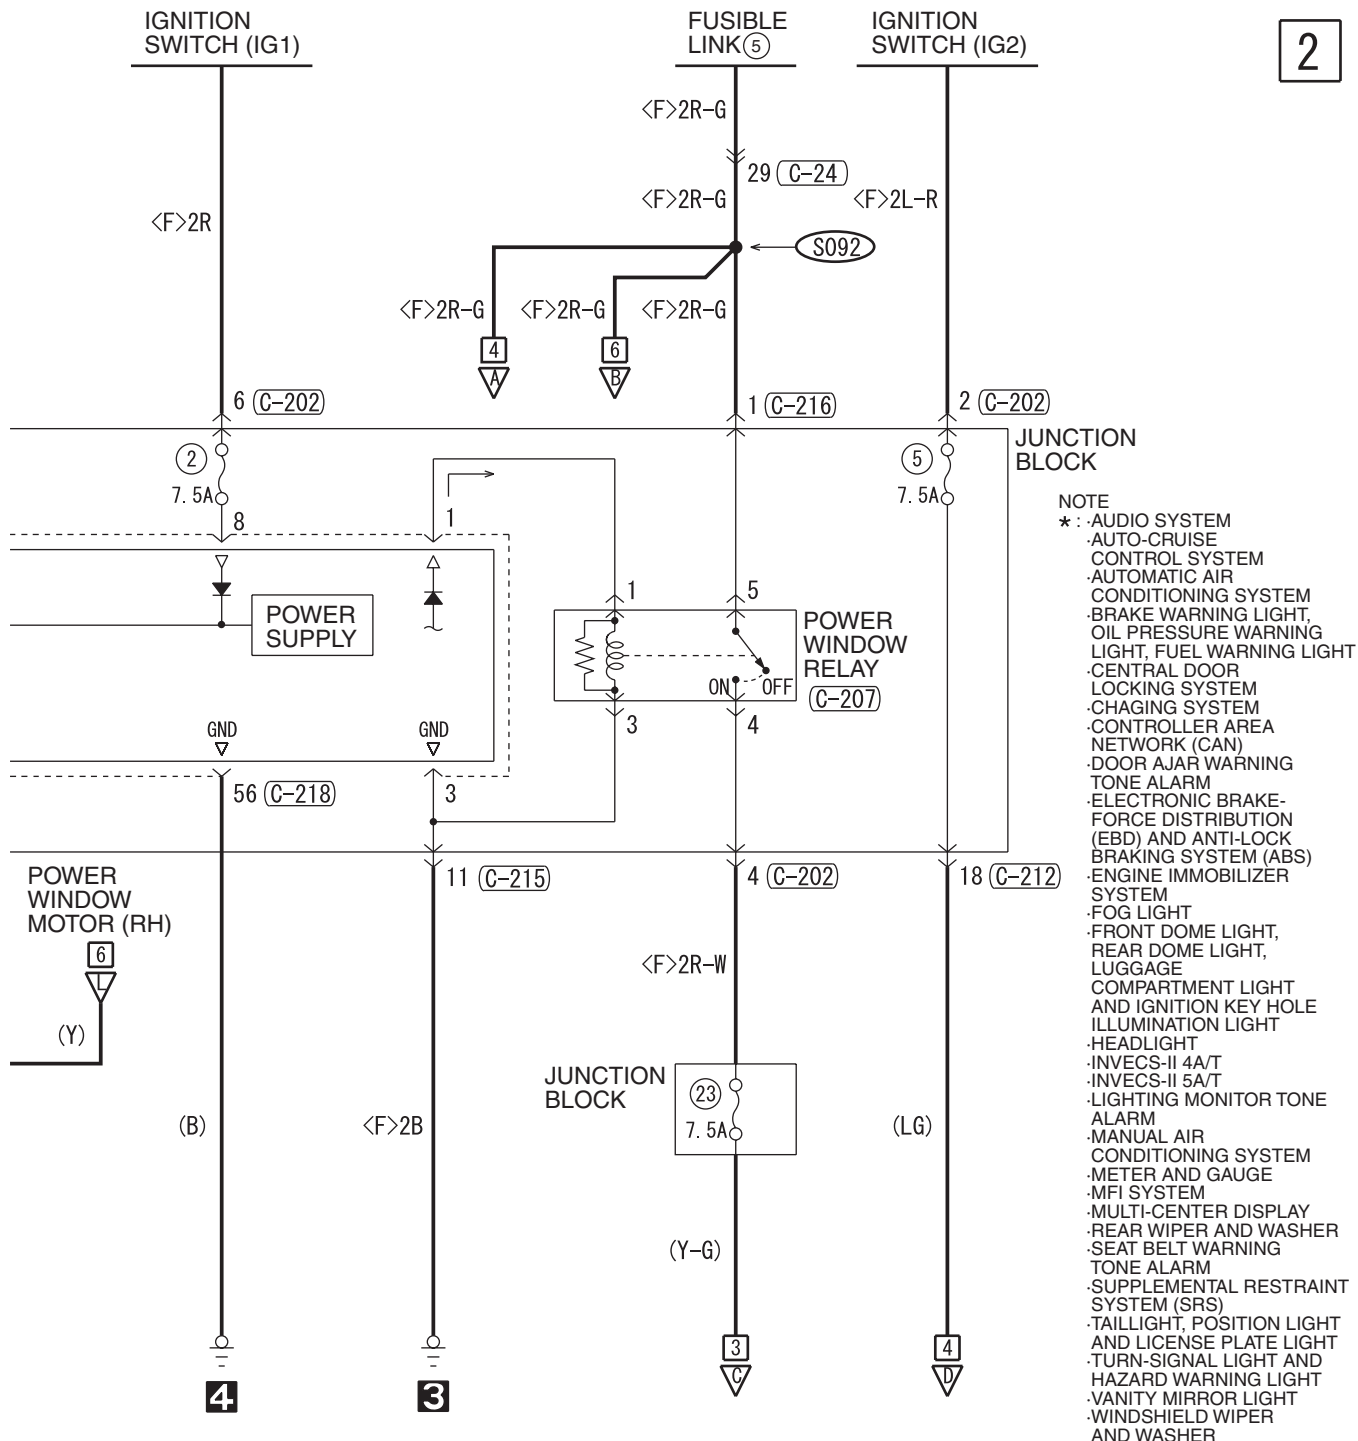 IGNITION
SWITCH (IG1)
FUSIBLE
LINK⑤
IGNITION
SWITCH (IG2)
2
<F>2R-G
29 C-24
<F>2R
<F>2R-G
<F>2L-R
S092
<F>2R-G
<F>2R-G
<F>2R-G
4
6
A
B
6 C-202
1 C-216
2 C-202
JUNCTION
BLOCK
2
7.5A
5
7.5A
8
1
POWER
SUPPLY
1
5
POWER
WINDOW
RELAY
C-207
ON
OFF
3
4
GND
GND
56 C-218
3
11 C-215
4 C-202
18 C-212
POWER
WINDOW
MOTOR (RH)
6
L
(Y)
<F>2R-W
JUNCTION
BLOCK
23
7.5A
(B)
<F>2B
(LG)
(Y-G)
3
C
4
D
4
3
NOTE
* : ·AUDIO SYSTEM
·AUTO-CRUISE
CONTROL SYSTEM
·AUTOMATIC AIR
CONDITIONING SYSTEM
·BRAKE WARNING LIGHT,
OIL PRESSURE WARNING
LIGHT, FUEL WARNING LIGHT
·CENTRAL DOOR
LOCKING SYSTEM
·CHAGING SYSTEM
·CONTROLLER AREA
NETWORK (CAN)
·DOOR AJAR WARNING
TONE ALARM
·ELECTRONIC BRAKE-
FORCE DISTRIBUTION
(EBD) AND ANTI-LOCK
BRAKING SYSTEM (ABS)
·ENGINE IMMOBILIZER
SYSTEM
·FOG LIGHT
·FRONT DOME LIGHT,
REAR DOME LIGHT,
LUGGAGE
COMPARTMENT LIGHT
AND IGNITION KEY HOLE
ILLUMINATION LIGHT
·HEADLIGHT
·INVECS-II 4A/T
·INVECS-II 5A/T
·LIGHTING MONITOR TONE
ALARM
·MANUAL AIR
CONDITIONING SYSTEM
·METER AND GAUGE
·MFI SYSTEM
·MULTI-CENTER DISPLAY
·REAR WIPER AND WASHER
·SEAT BELT WARNING
TONE ALARM
·SUPPLEMENTAL RESTRAINT
SYSTEM (SRS)
·TAILLIGHT, POSITION LIGHT
AND LICENSE PLATE LIGHT
·TURN-SIGNAL LIGHT AND
HAZARD WARNING LIGHT
·VANITY MIRROR LIGHT
·WINDSHIELD WIPER
AND WASHER